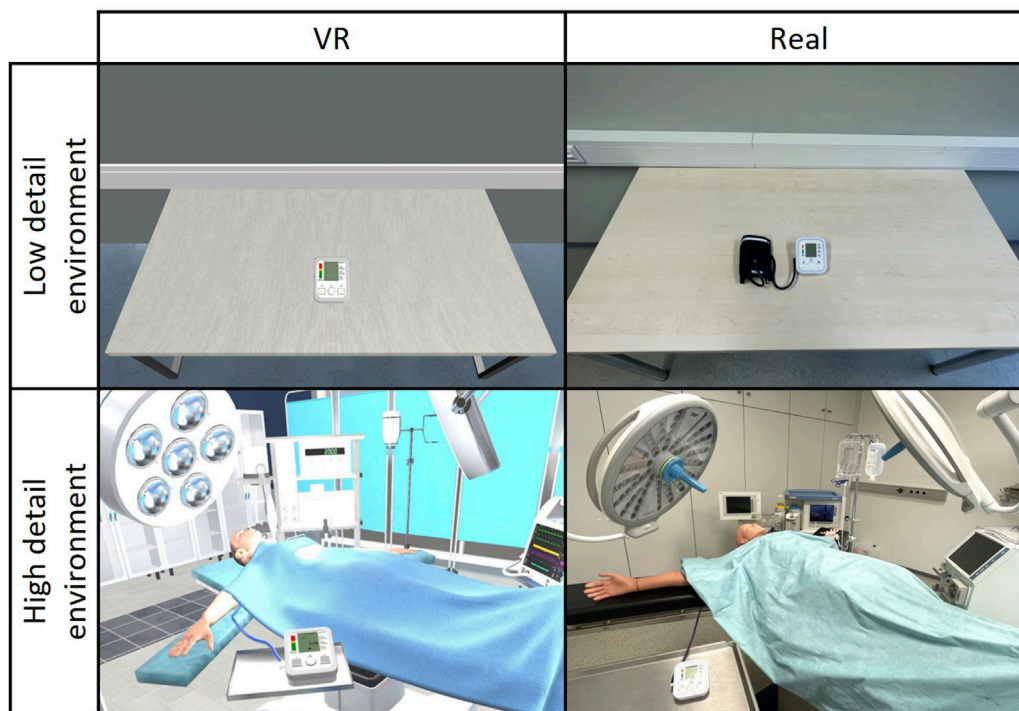 VR
Real
Low detail
environment
High detail
environment